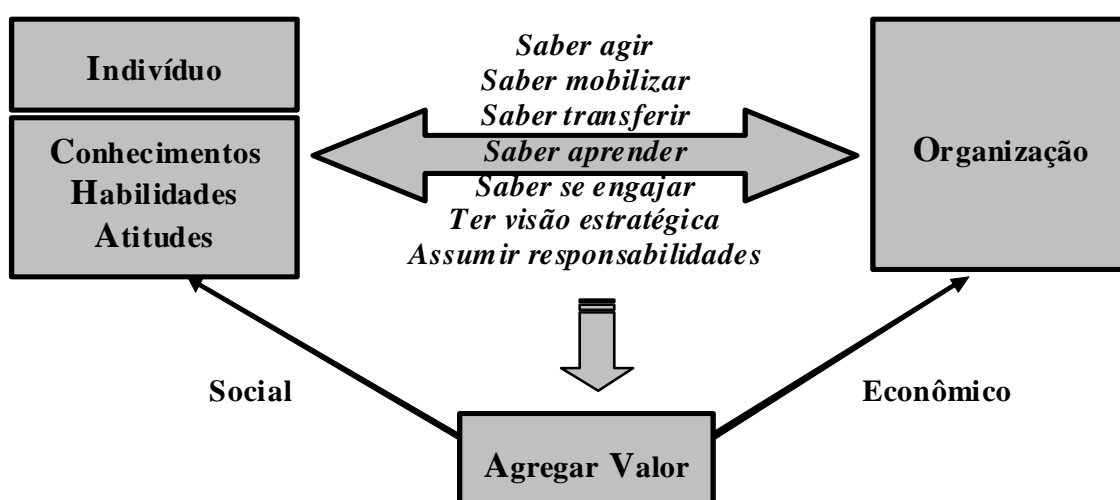 Indivíduo
Conhecimentos
Habilidades
Atitudes
Saber agir
Saber mobilizar
Saber transferir
Saber aprender
Saber se engajar
Ter visão estratégica
Assumir responsabilidades
Organização
Social
Econômico
Agregar Valor